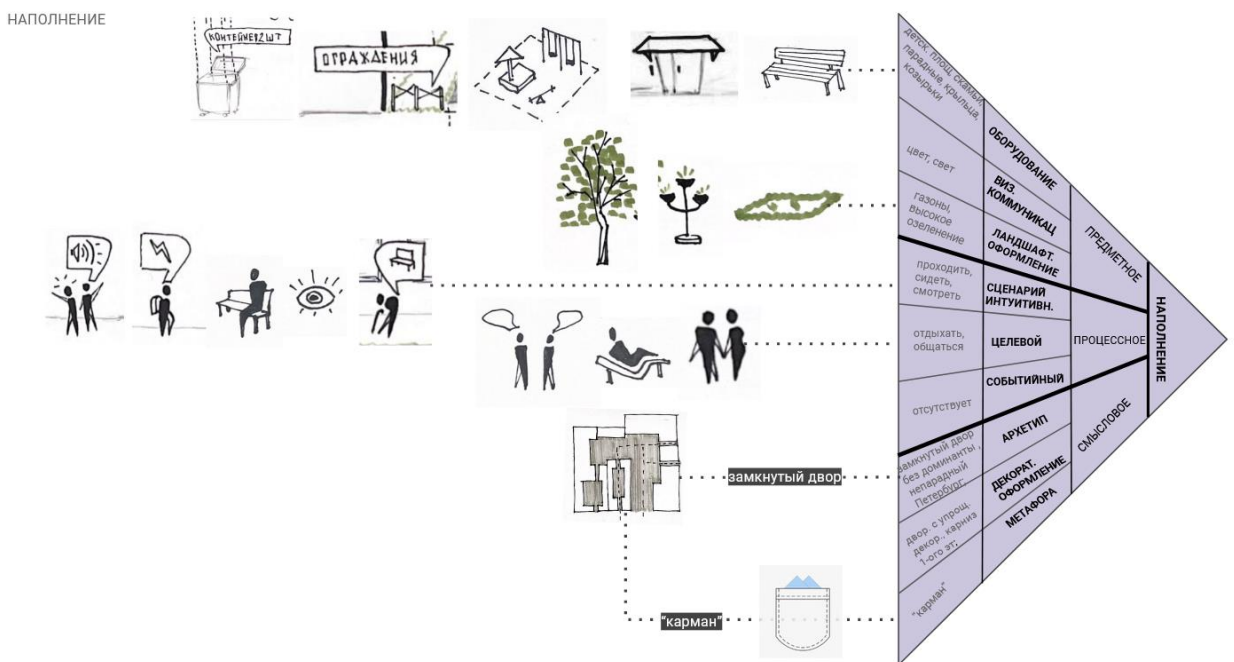 НАПОЛНЕНИЕ
КОНТЕЙНЕР 2 ШТ
ОГРАЖДЕНИЯ
детск. площ, скамьи,
парадные, крыльца,
козырьки
ОБОРУДОВАНИЕ
цвет, свет
ВИЗ.
КОММУНИКАЦ
газоны,
высокое
озеленение
ЛАНДШАФТ.
ОФОРМЛЕНИЕ
ПРЕДМЕТНОЕ
проходить,
сидеть,
смотреть
СЦЕНАРИЙ
ИНТУИТИВН.
отдыхать,
общаться
ЦЕЛЕВОЙ
ПРОЦЕССНОЕ
НАПОЛНЕНИЕ
отсутствует
СОБЫТИЙНЫЙ
замкнутый двор
без доминанты ,
непарадный
Петербург,
АРХЕТИП
СМЫСЛОВОЕ
двор. с упрощ.
декор., карниз
1-ого эт;
ДЕКОРАТ.
ОФОРМЛЕНИЕ
"карман"
МЕТАФОРА
замкнутый двор
"карман"